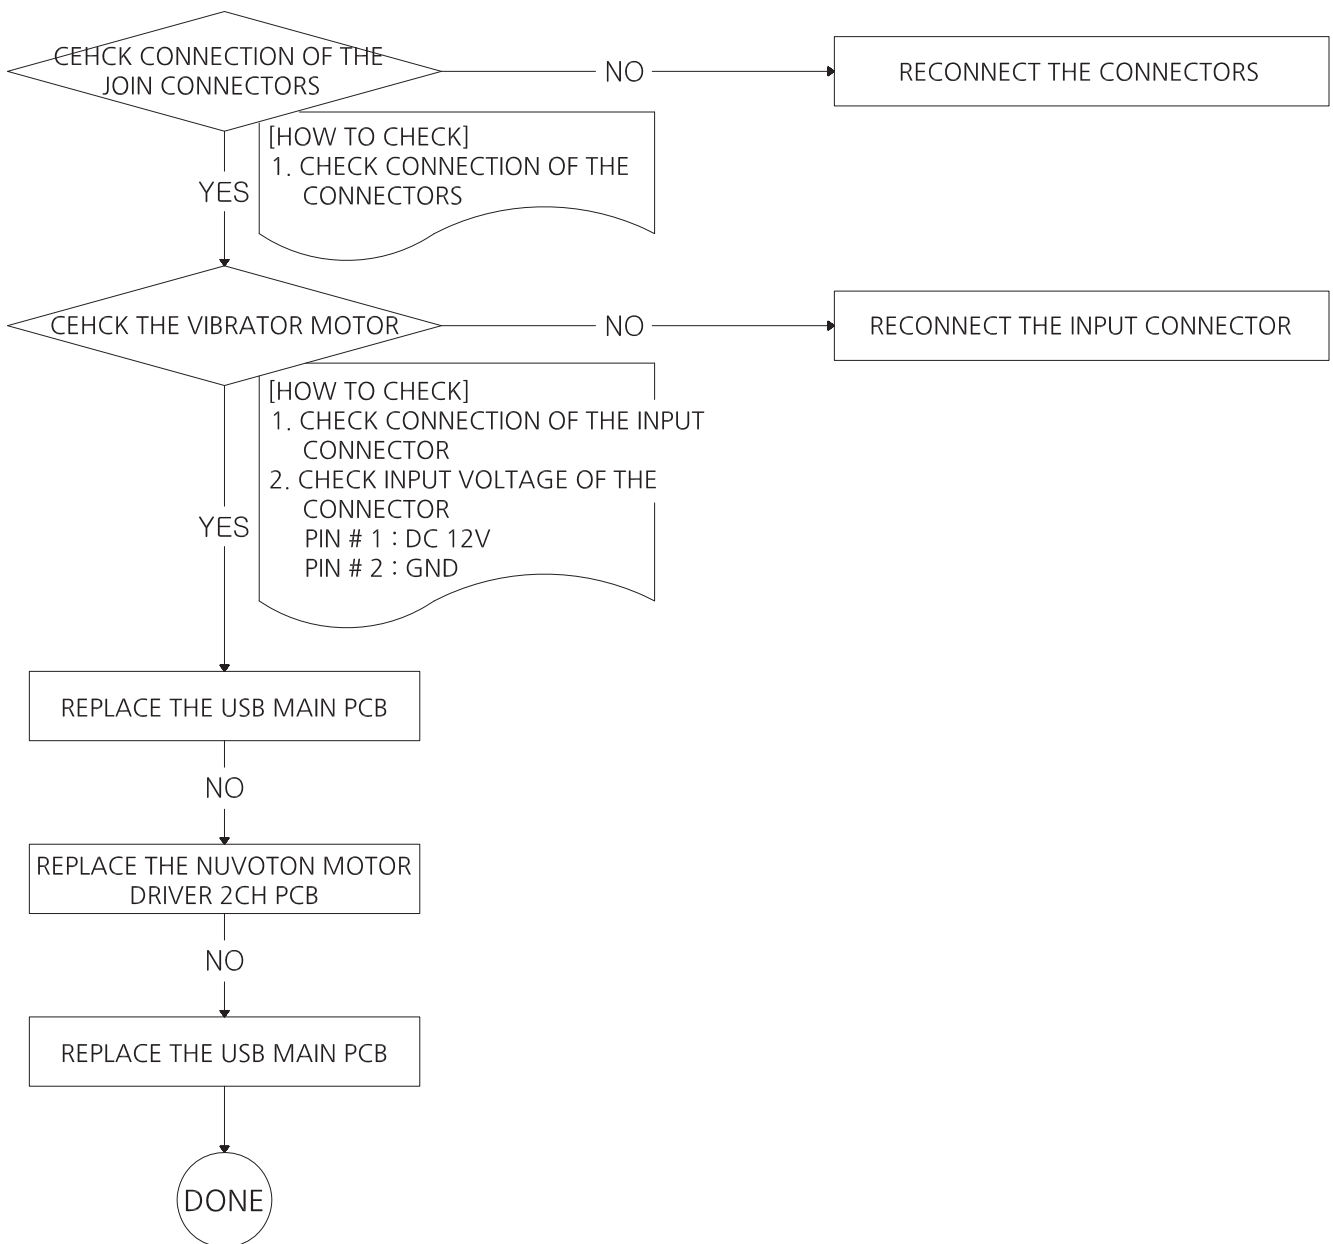 CEHCK CONNECTION OF THE
JOIN CONNECTORS
NO
RECONNECT THE CONNECTORS
[HOW TO CHECK]
1. CHECK CONNECTION OF THE
CONNECTORS
YES
CEHCK THE VIBRATOR MOTOR
NO
RECONNECT THE INPUT CONNECTOR
[HOW TO CHECK]
1. CHECK CONNECTION OF THE INPUT
CONNECTOR
2. CHECK INPUT VOLTAGE OF THE
CONNECTOR
PIN # 1 : DC 12V
PIN # 2 : GND
YES
REPLACE THE USB MAIN PCB
NO
REPLACE THE NUVOTON MOTOR
DRIVER 2CH PCB
NO
REPLACE THE USB MAIN PCB
DONE